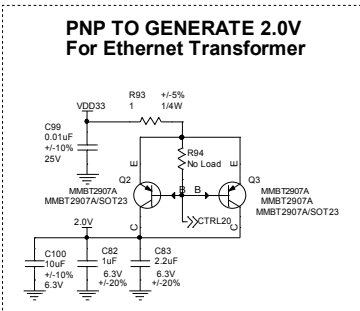 PNP TO GENERATE 2.0V
For Ethernet Transformer
R93 +/-5%
VDD33 1 1/4W
C99
0.01uF
+/-10%
25V
R94
No Load
E E
Q2 Q3
MMBT2907A
MMBT2907A/SOT23
B B
MMBT2907A
MMBT2907A
MMBT2907A/SOT23
CTRL20
2.0V
C C
C100
10uF
+/-10%
6.3V
C82
1uF
6.3V
+/-20%
C83
2.2uF
6.3V
+/-20%